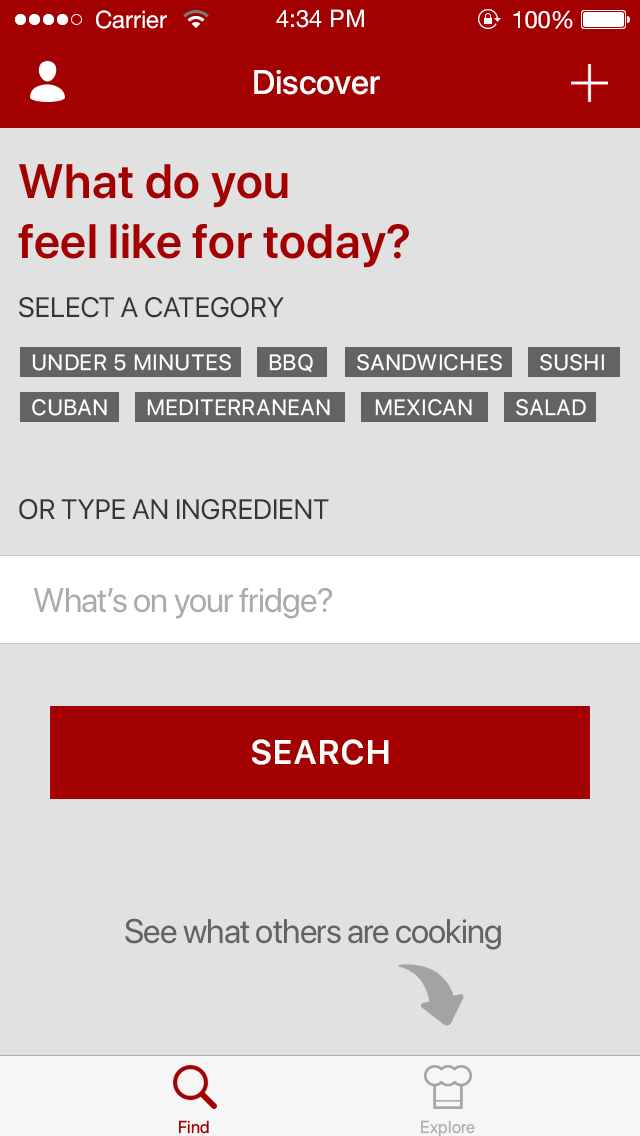 Carrier 4:34 PM 100%
Discover
What do you
feel like for today?
SELECT A CATEGORY
UNDER 5 MINUTES BBQ SANDWICHES SUSHI
CUBAN MEDITERRANEAN MEXICAN SALAD
OR TYPE AN INGREDIENT
What's on your fridge?
SEARCH
See what others are cooking
Find Explore